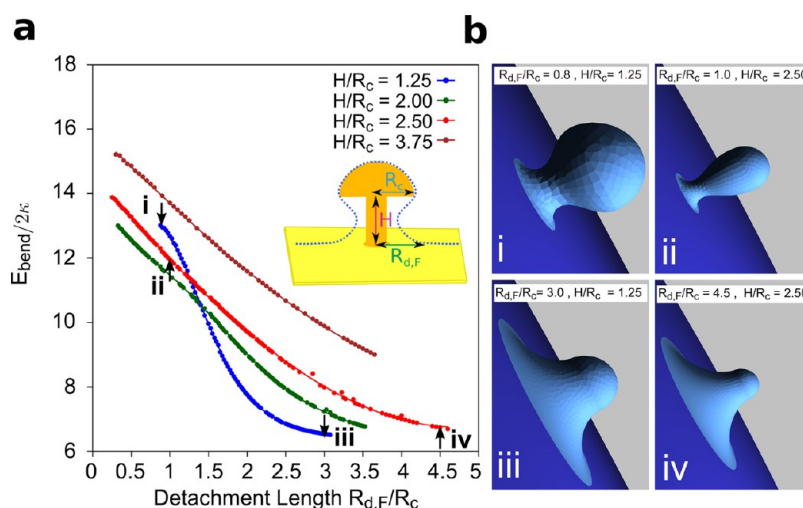 a
18
16
14
12
10
8
6
E_bend/2κ
0 0.5 1 1.5 2 2.5 3 3.5 4 4.5 5
Detachment Length R_d,F/R_c
H/R_c = 1.25
H/R_c = 2.00
H/R_c = 2.50
H/R_c = 3.75
R_c
H
R_d,F
i
ii
iii
iv
b
R_d,F/R_c = 0.8 , H/R_c= 1.25
i
R_d,F/R_c = 1.0 , H/R_c = 2.50
ii
R_d,F/R_c = 3.0 , H/R_c = 1.25
iii
R_d,F/R_c = 4.5 , H/R_c = 2.50
iv